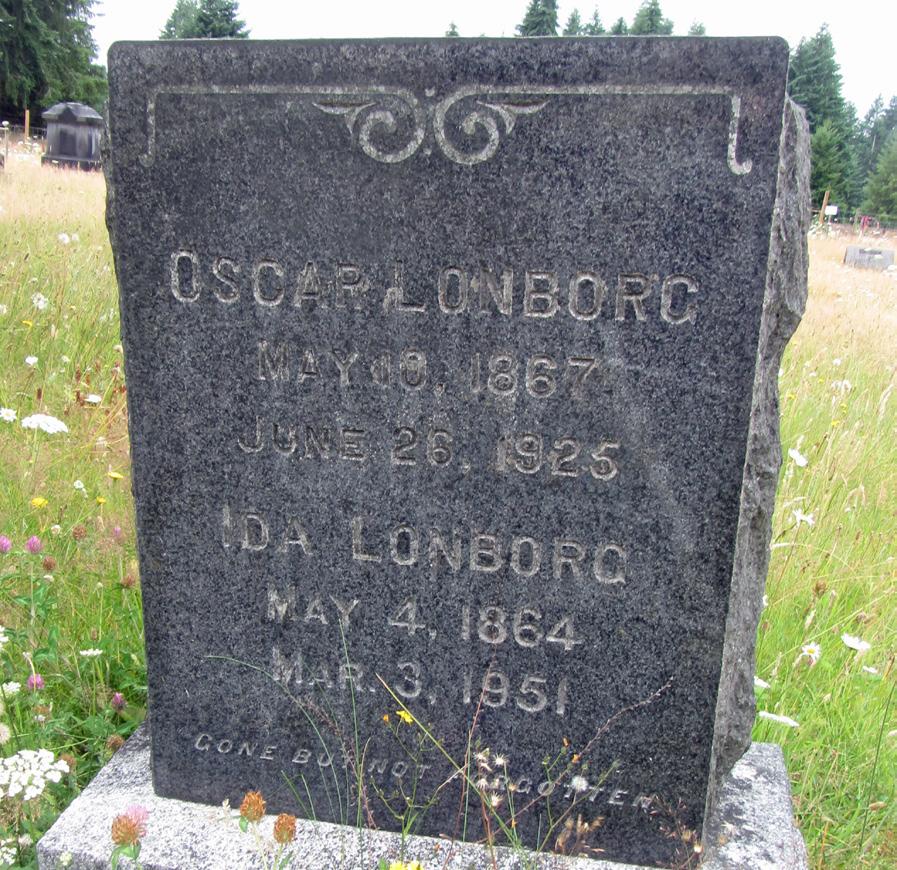 OSCAR LONBORG
MAY 10, 1867
JUNE 26, 1925
IDA LONBORG
MAY 4, 1864
MAR. 3, 1951
GONE BUT NOT FORGOTTEN